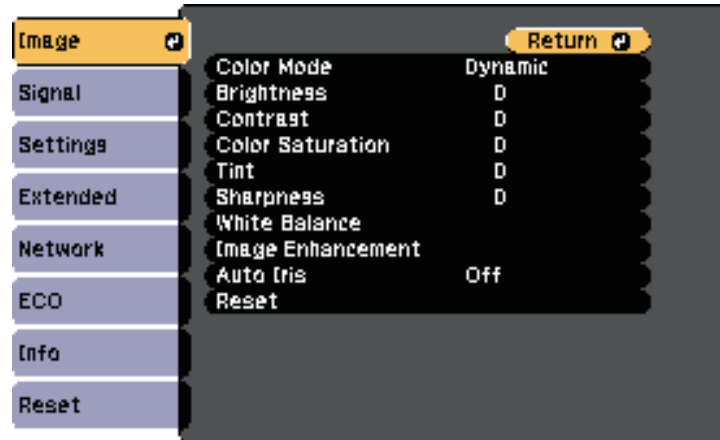 Image
Signal
Settings
Extended
Network
ECO
Info
Reset
Return
Color Mode Dynamic
Brightness 0
Contrast 0
Color Saturation 0
Tint 0
Sharpness 0
White Balance
Image Enhancement
Auto Iris Off
Reset